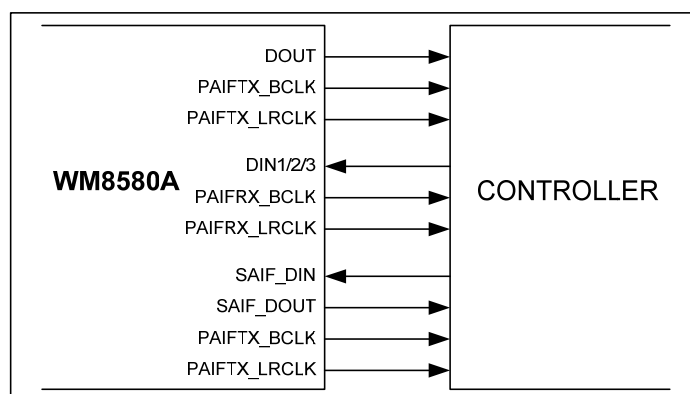 DOUT
PAIFTX_BCLK
PAIFTX_LRCLK
DIN1/2/3
WM8580A
CONTROLLER
PAIFRX_BCLK
PAIFRX_LRCLK
SAIF_DIN
SAIF_DOUT
PAIFTX_BCLK
PAIFTX_LRCLK